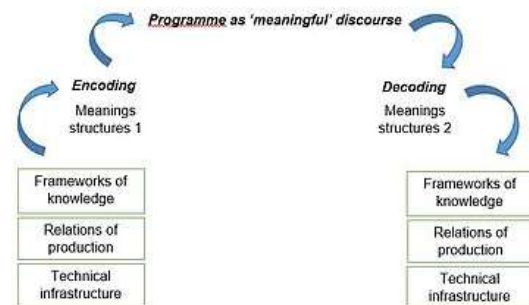 Programme as 'meaningful' discourse
Encoding
Meanings
structures 1
Decoding
Meanings
structures 2
Frameworks of
knowledge
Relations of
production
Technical
infrastructure
Frameworks of
knowledge
Relations of
production
Technical
infrastructure